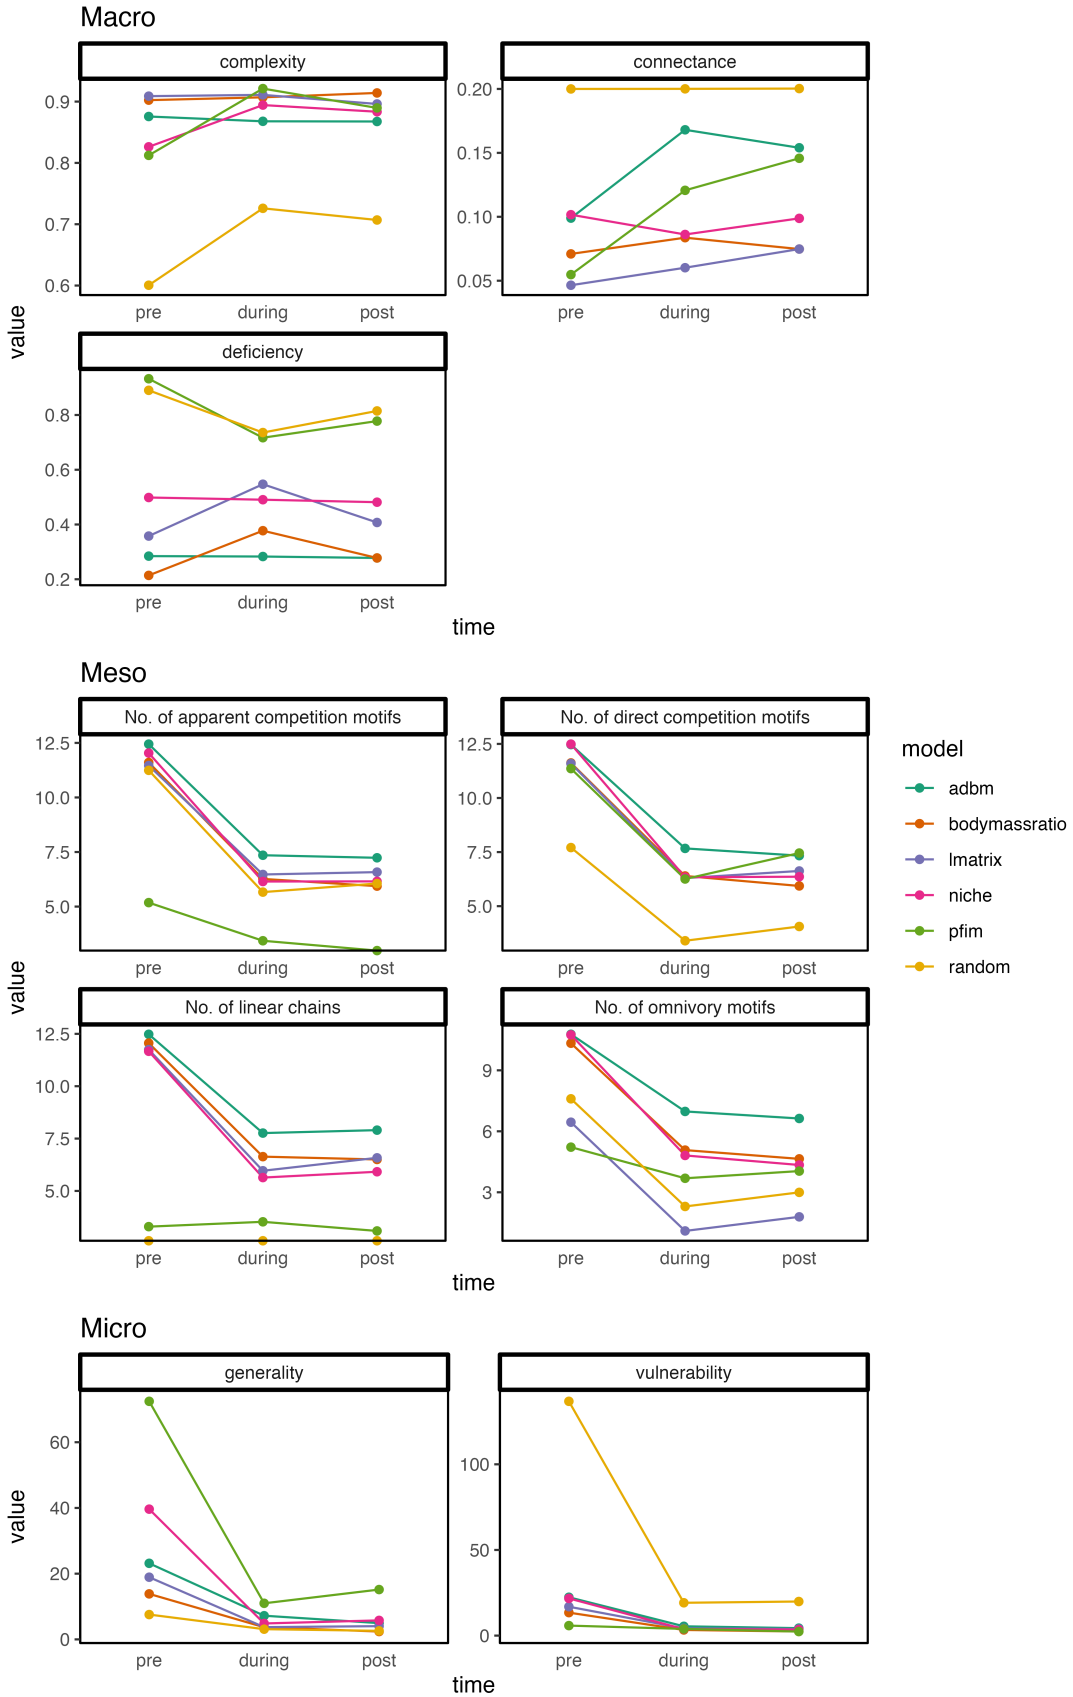 Macro
complexity
connectance
0.9
0.8
0.7
0.6
0.20
0.15
0.10
0.05
pre during post
pre during post
deficiency
0.8
0.6
0.4
0.2
pre during post
value
time
Meso
No. of apparent competition motifs
No. of direct competition motifs
12.5
10.0
7.5
5.0
12.5
10.0
7.5
5.0
pre during post
pre during post
No. of linear chains
No. of omnivory motifs
12.5
10.0
7.5
5.0
9
6
3
pre during post
pre during post
value
time
model
adbm
bodymassratio
lmatrix
niche
pfim
random
Micro
generality
vulnerability
60
40
20
0
100
50
0
pre during post
pre during post
value
time